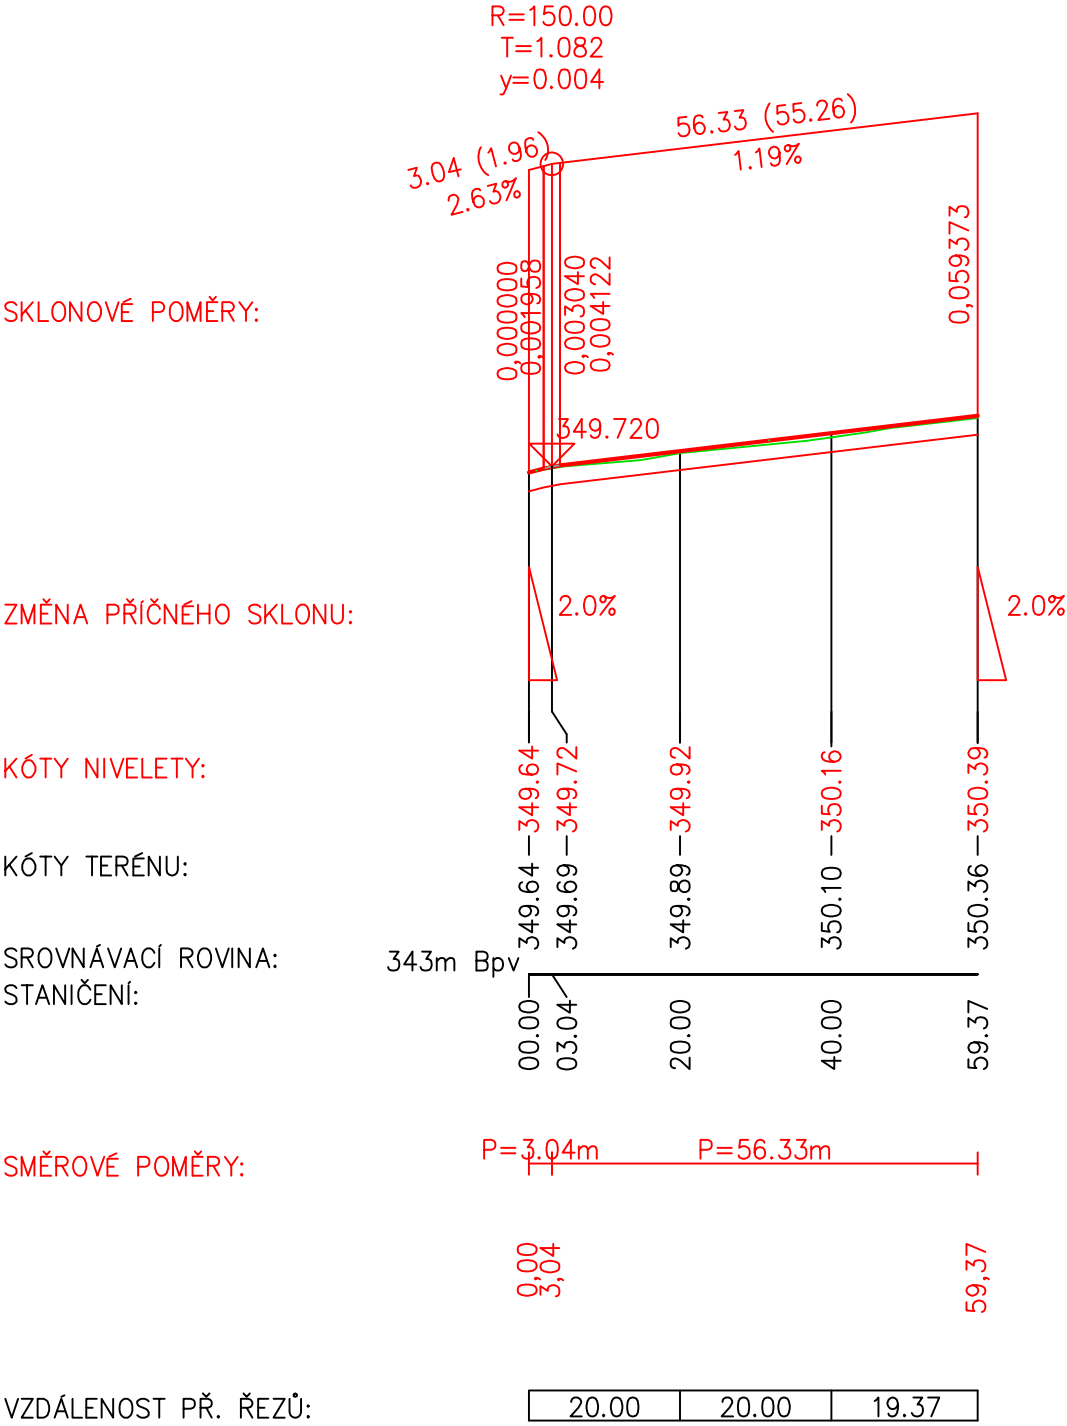 R=150.00
T=1.082
y=0.004
56.33 (55.26)
1.19%
3.04 (1.96)
2.63%
0,000000
0,001958
0,003040
0,004122
0,059373
SKLONOVÉ POMĚRY:
349.720
ZMĚNA PŘÍČNÉHO SKLONU:
2.0%
2.0%
KÓTY NIVELETY:
349.64
349.72
349.92
350.16
350.39
KÓTY TERÉNU:
349.64
349.69
349.89
350.10
350.36
SROVNÁVACÍ ROVINA: 343m Bpv
STANIČENÍ:
00.00
03.04
20.00
40.00
59.37
SMĚROVÉ POMĚRY:
P=3.04m
P=56.33m
0,00
3,04
59,37
VZDÁLENOST PŘ. ŘEZŮ: 20.00 20.00 19.37